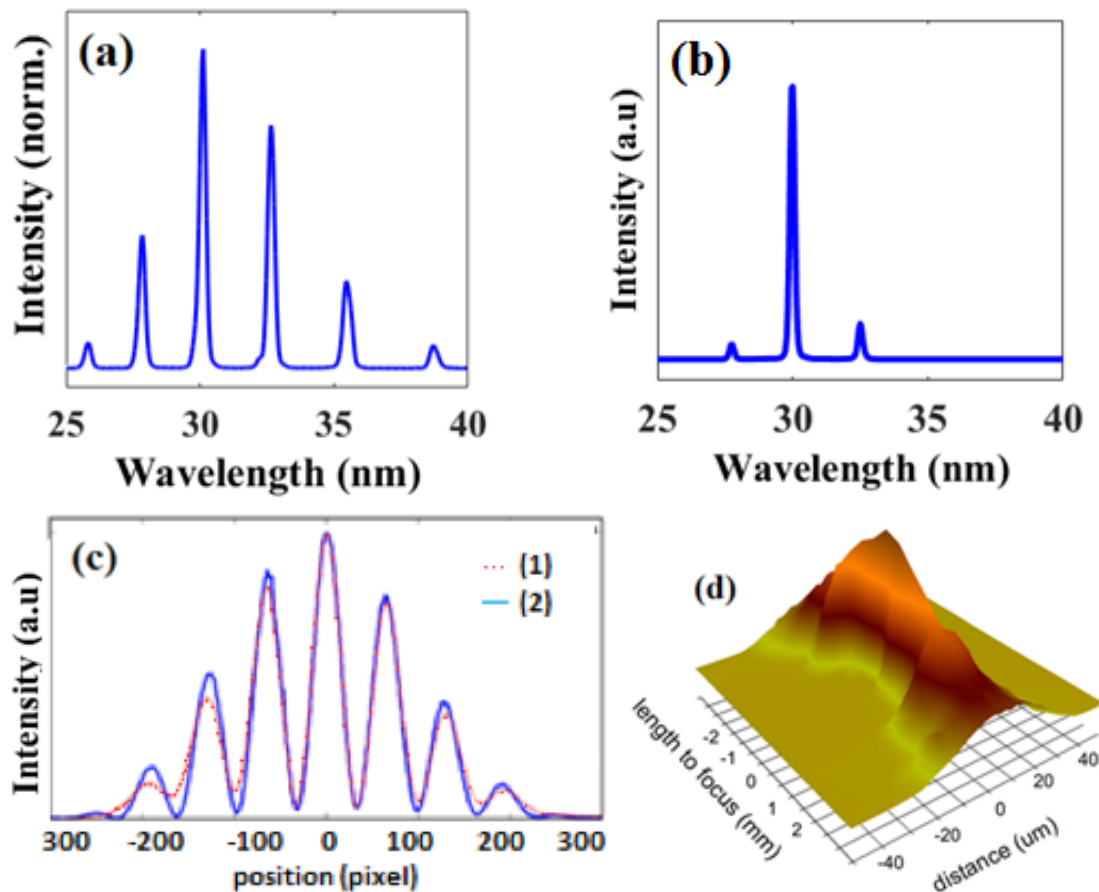 (a)
Intensity (norm.)
25 30 35 40
Wavelength (nm)
(b)
Intensity (a.u)
25 30 35 40
Wavelength (nm)
(c)
(1)
(2)
Intensity (a.u)
300 -200 -100 0 100 200 300
position (pixel)
(d)
-2
-1
0
1
2
length to focus (mm)
-40 -20 0 20 40
distance (um)